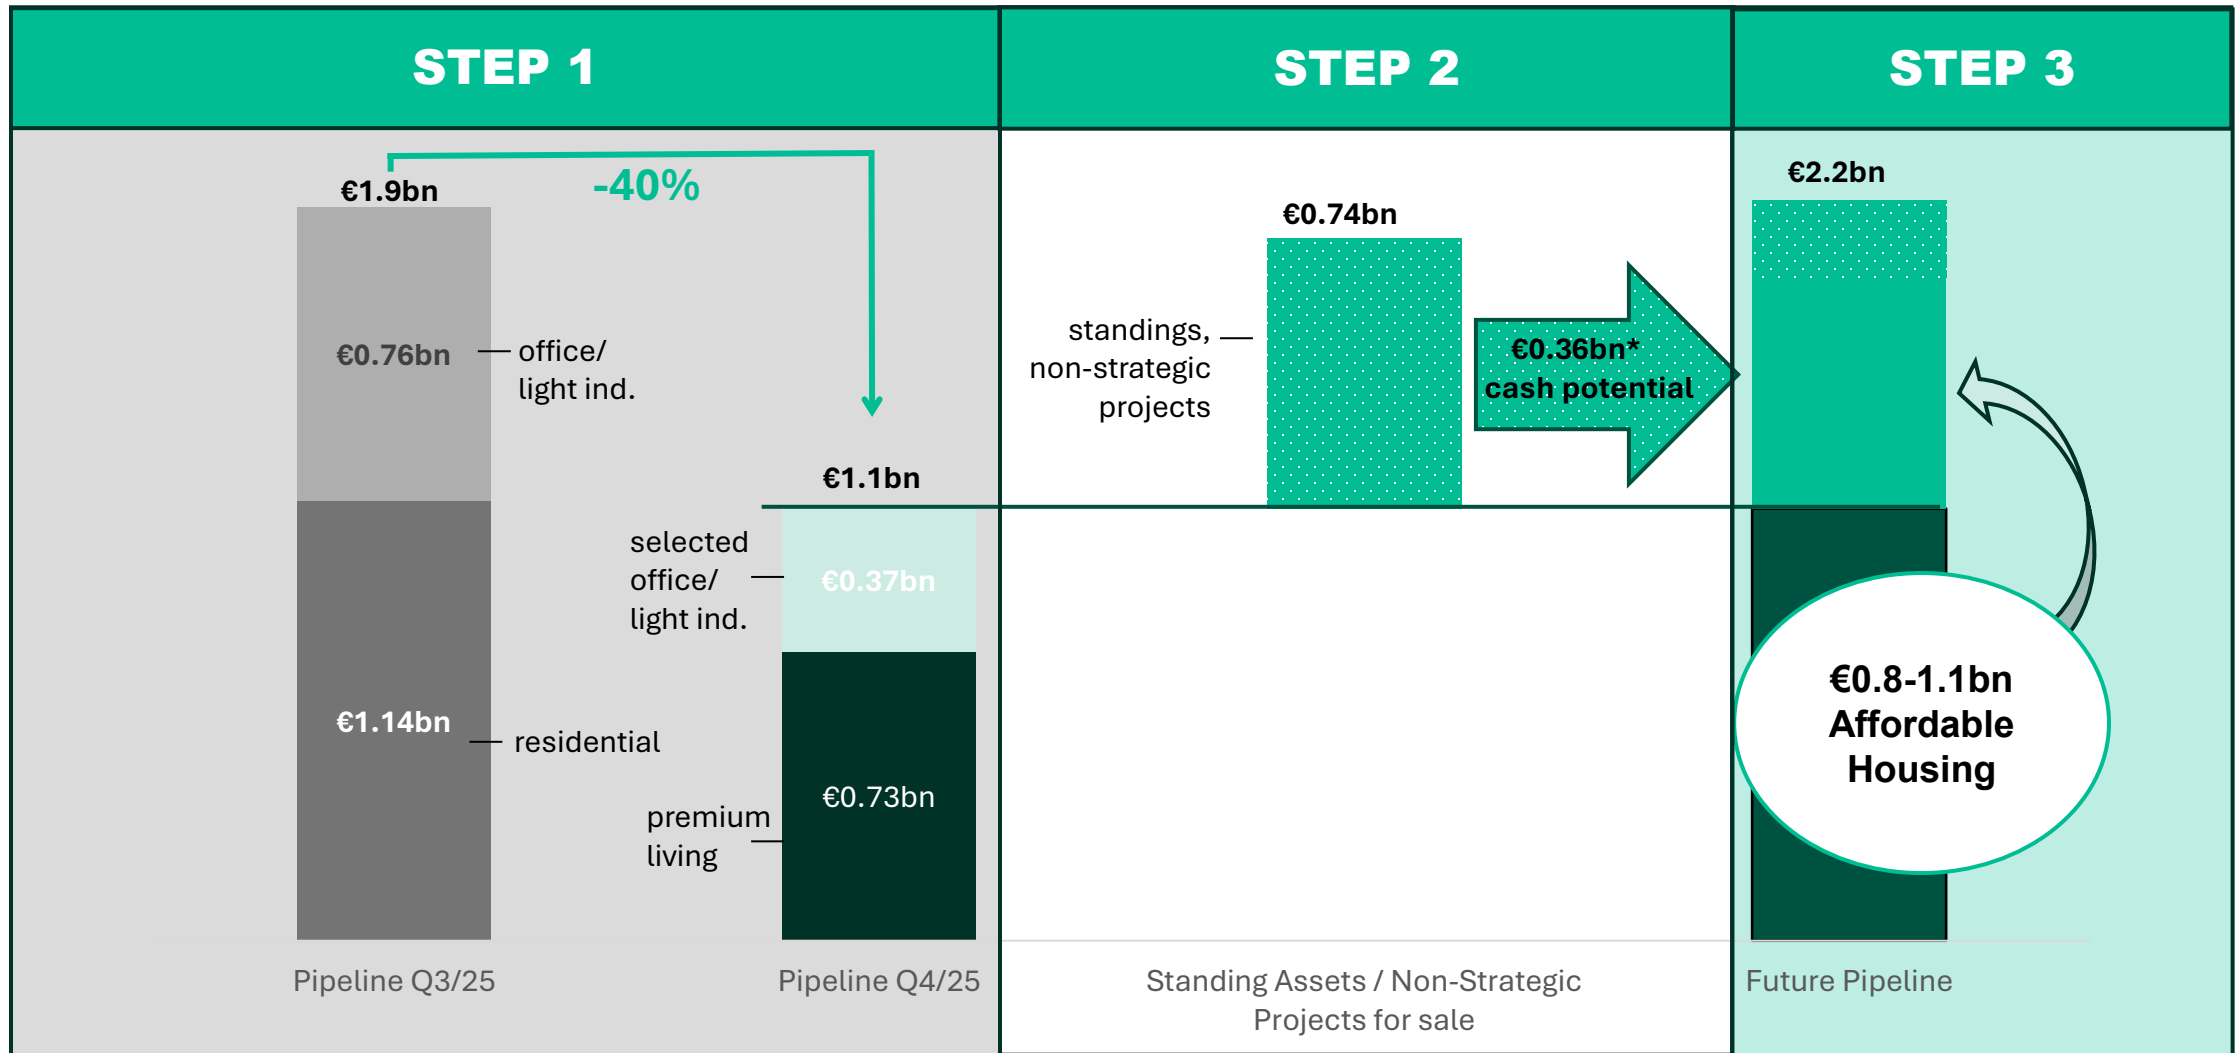 STEP 1
STEP 2
STEP 3
€1.9bn
-40%
€0.76bn
office/
light ind.
€1.14bn
residential
€1.1bn
selected
office/
light ind.
€0.37bn
premium
living
€0.73bn
€0.74bn
standings,
non-strategic
projects
€0.36bn*
cash potential
€2.2bn
€0.8-1.1bn
Affordable
Housing
Pipeline Q3/25
Pipeline Q4/25
Standing Assets / Non-Strategic
Projects for sale
Future Pipeline